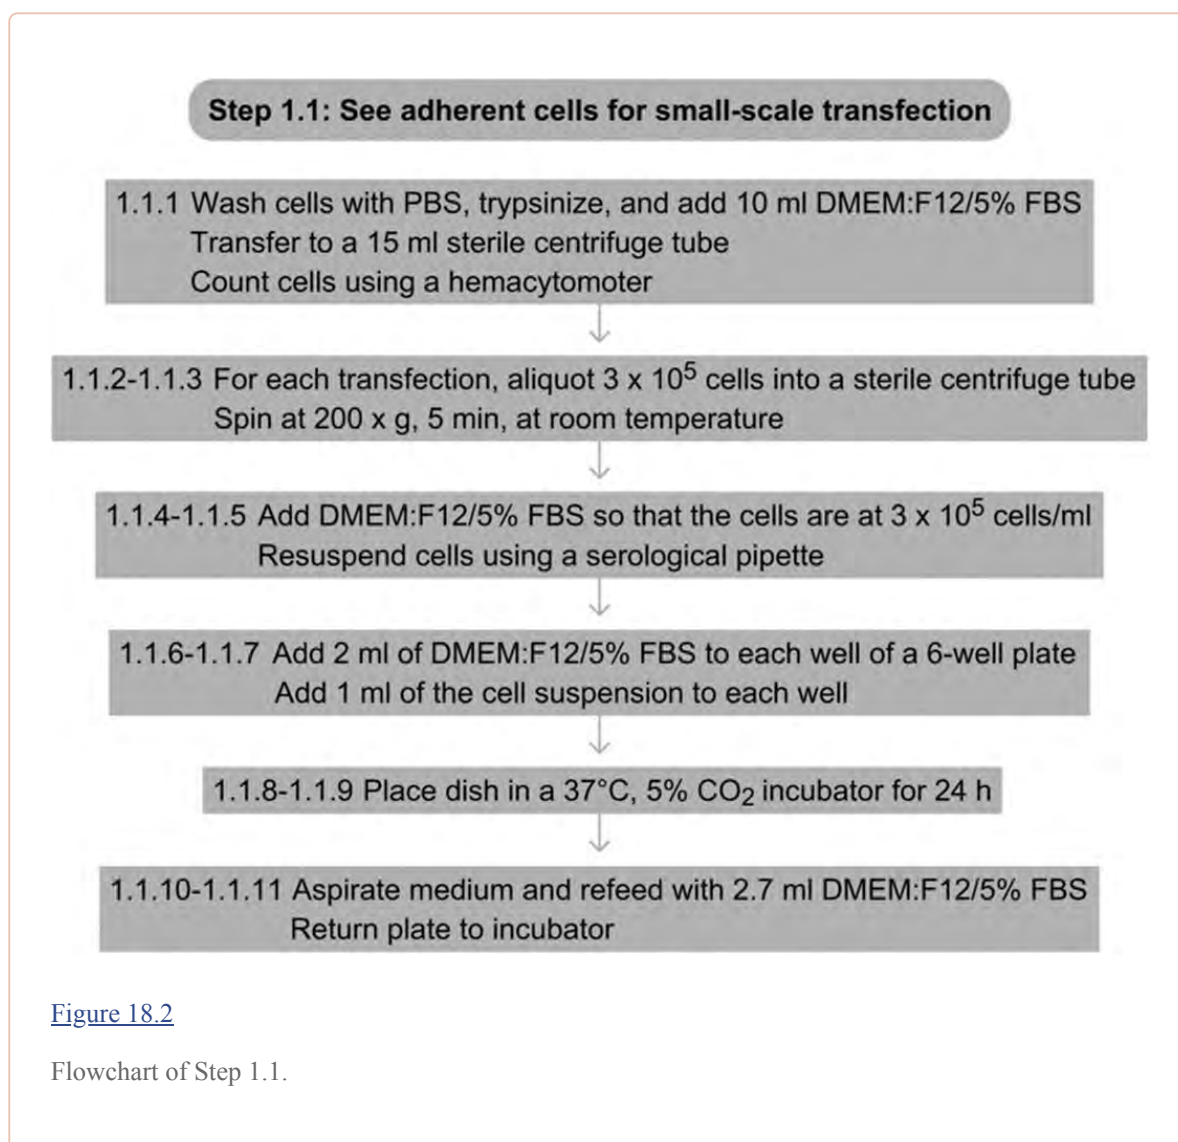 Step 1.1: See adherent cells for small-scale transfection
1.1.1 Wash cells with PBS, trypsinize, and add 10 ml DMEM:F12/5% FBS
Transfer to a 15 ml sterile centrifuge tube
Count cells using a hemacytomoter
1.1.2-1.1.3 For each transfection, aliquot 3 x 10⁵ cells into a sterile centrifuge tube
Spin at 200 x g, 5 min, at room temperature
1.1.4-1.1.5 Add DMEM:F12/5% FBS so that the cells are at 3 x 10⁵ cells/ml
Resuspend cells using a serological pipette
1.1.6-1.1.7 Add 2 ml of DMEM:F12/5% FBS to each well of a 6-well plate
Add 1 ml of the cell suspension to each well
1.1.8-1.1.9 Place dish in a 37°C, 5% CO₂ incubator for 24 h
1.1.10-1.1.11 Aspirate medium and refeed with 2.7 ml DMEM:F12/5% FBS
Return plate to incubator
Figure 18.2
Flowchart of Step 1.1.